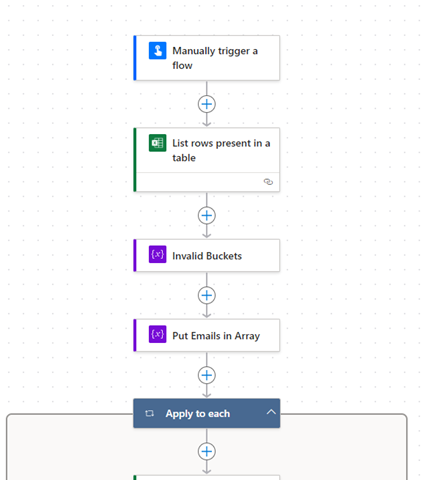 Manually trigger a
flow
List rows present in a
table
{x} Invalid Buckets
{x} Put Emails in Array
Apply to each